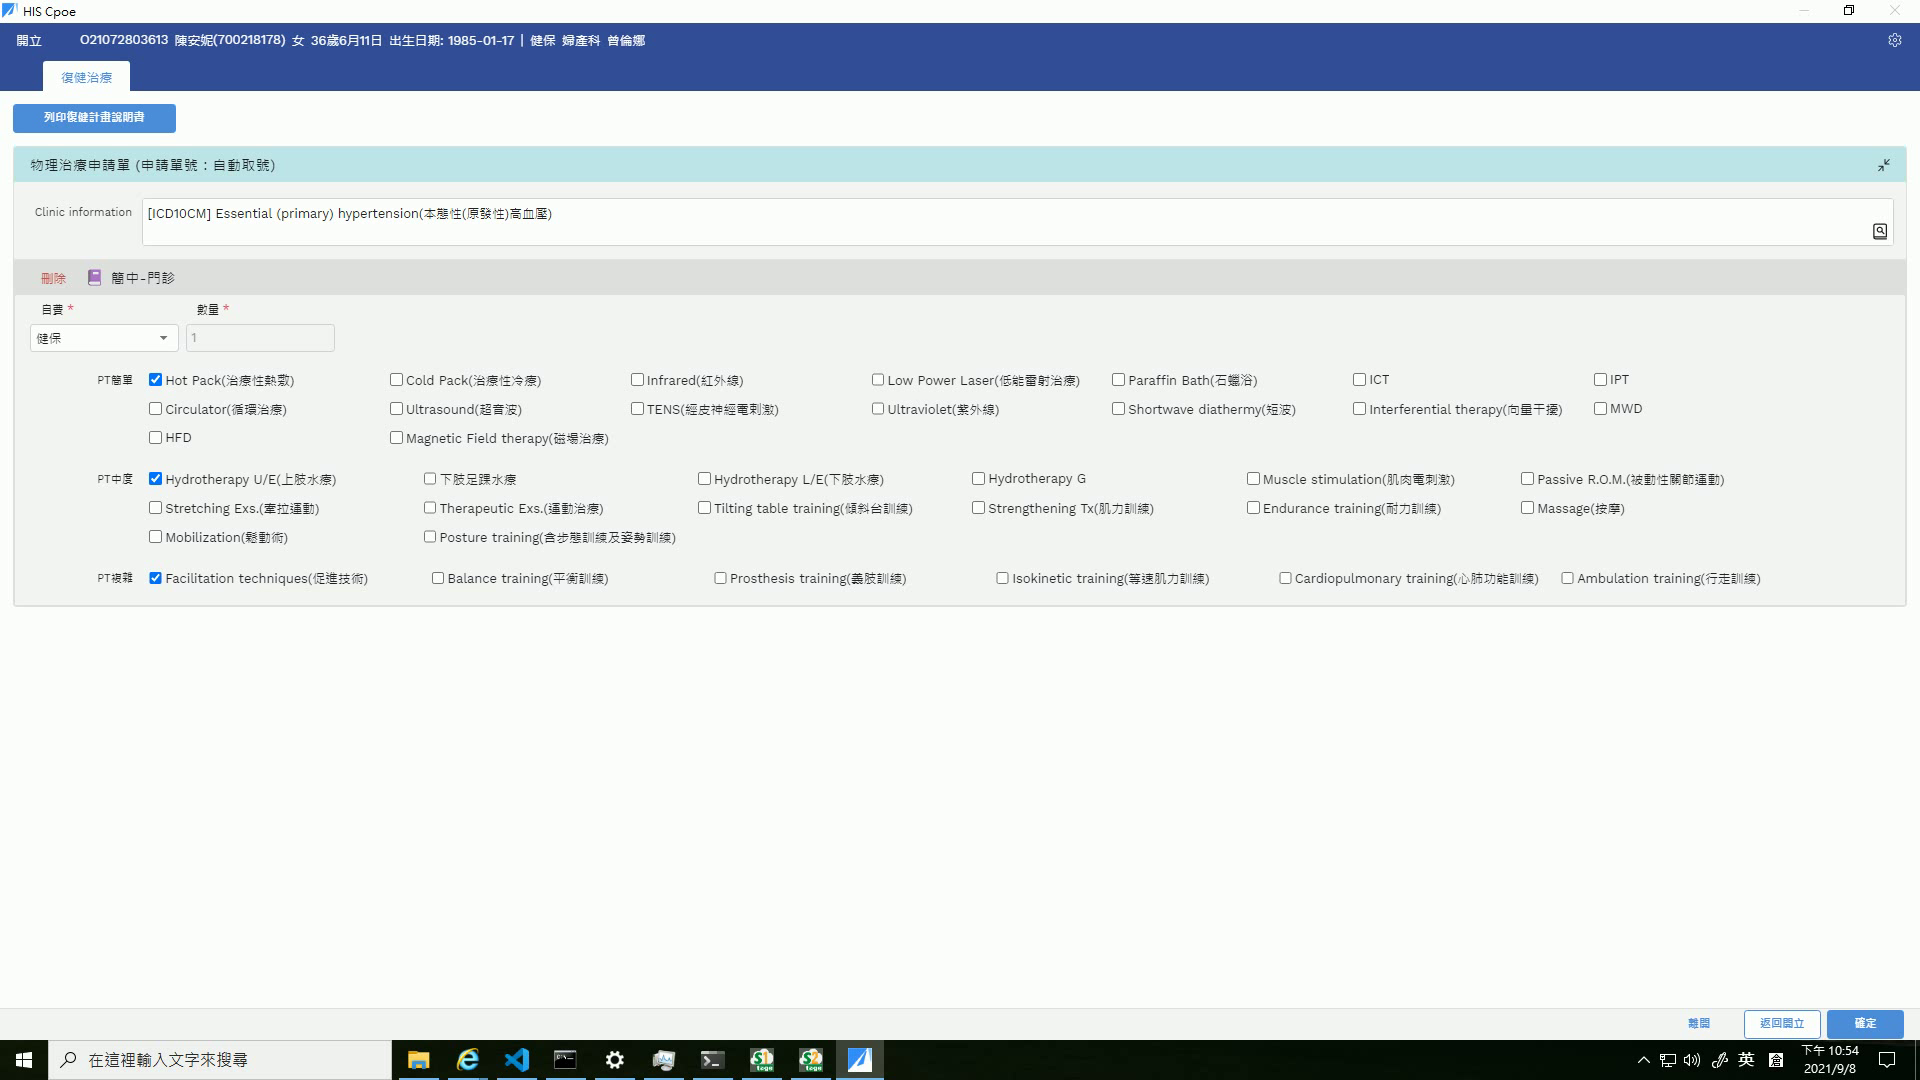 HIS Cpoe
開立 O21072803613 陳安妮(700218178) 女 36歲6月11日 出生日期: 1985-01-17 | 健保 婦產科 曾倫娜
復健治療
列印復健計畫說明書
物理治療申請單 (申請單號：自動取號)
Clinic information [ICD10CM] Essential (primary) hypertension(本態性(原發性)高血壓)
刪除 簡中-門診
自費 * 數量 *
健保 1
PT簡單 Hot Pack(治療性熱敷) Cold Pack(治療性冷療) Infrared(紅外線) Low Power Laser(低能雷射治療) Paraffin Bath(石蠟浴) ICT IPT
Circulator(循環治療) Ultrasound(超音波) TENS(經皮神經電刺激) Ultraviolet(紫外線) Shortwave diathermy(短波) Interferential therapy(向量干擾) MWD
HFD Magnetic Field therapy(磁場治療)
PT中度 Hydrotherapy U/E(上肢水療) 下肢足踝水療 Hydrotherapy L/E(下肢水療) Hydrotherapy G Muscle stimulation(肌肉電刺激) Passive R.O.M.(被動性關節運動)
Stretching Exs.(牽拉運動) Therapeutic Exs.(運動治療) Tilting table training(傾斜台訓練) Strengthening Tx(肌力訓練) Endurance training(耐力訓練) Massage(按摩)
Mobilization(鬆動術) Posture training(含步態訓練及姿勢訓練)
PT複雜 Facilitation techniques(促進技術) Balance training(平衡訓練) Prosthesis training(義肢訓練) Isokinetic training(等速肌力訓練) Cardiopulmonary training(心肺功能訓練) Ambulation training(行走訓練)
離開 返回開立 確定
在這裡輸入文字來搜尋
S1 toga S2 toga
英 倉
下午 10:54
2021/9/8